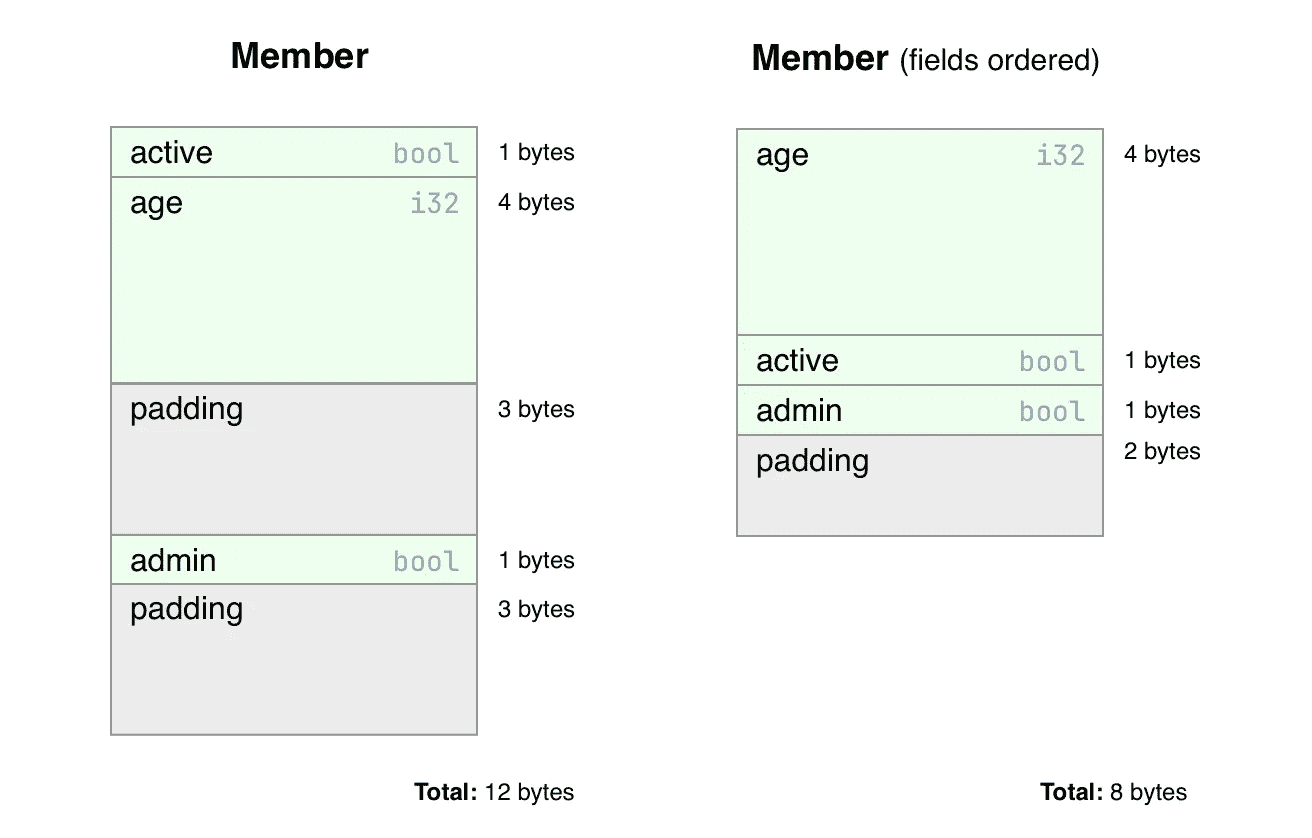 Member
active bool 1 bytes
age i32 4 bytes
padding 3 bytes
admin bool 1 bytes
padding 3 bytes
Total: 12 bytes
Member (fields ordered)
age i32 4 bytes
active bool 1 bytes
admin bool 1 bytes
padding 2 bytes
Total: 8 bytes